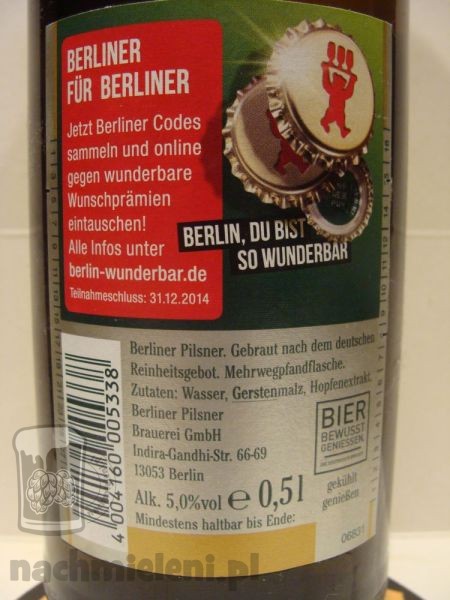 BERLINER
FÜR BERLINER
Jetzt Berliner Codes
sammeln und online
gegen wunderbare
Wunschprämien
eintauschen!
Alle Infos unter
berlin-wunderbar.de
Teilnahmeschluss: 31.12.2014
BERLIN, DU BIST
SO WUNDERBAR
Berliner Pilsner. Gebraut nach dem deutschen
Reinheitsgebot. Mehrwegpfandflasche.
Zutaten: Wasser, Gerstenmalz, Hopfenextrakt.
Berliner Pilsner
Brauerei GmbH
Indira-Gandhi-Str. 66-69
13053 Berlin
Alk. 5,0%vol e 0,5l
Mindestens haltbar bis Ende:
BIER
BEWUSST
GENIESSEN.
gekühlt
genießen
06831
4 004160 005338
nachmieleni.pl